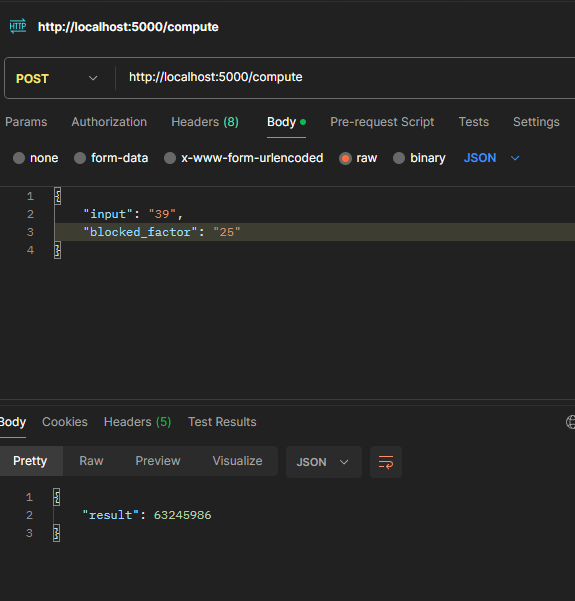 HTTP http://localhost:5000/compute
POST http://localhost:5000/compute
Params Authorization Headers (8) Body Pre-request Script Tests Settings
none form-data x-www-form-urlencoded raw binary JSON
1 {
2 "input": "39",
3 "blocked_factor": "25"
4 }
Body Cookies Headers (5) Test Results
Pretty Raw Preview Visualize JSON
1 {
2 "result": 63245986
3 }